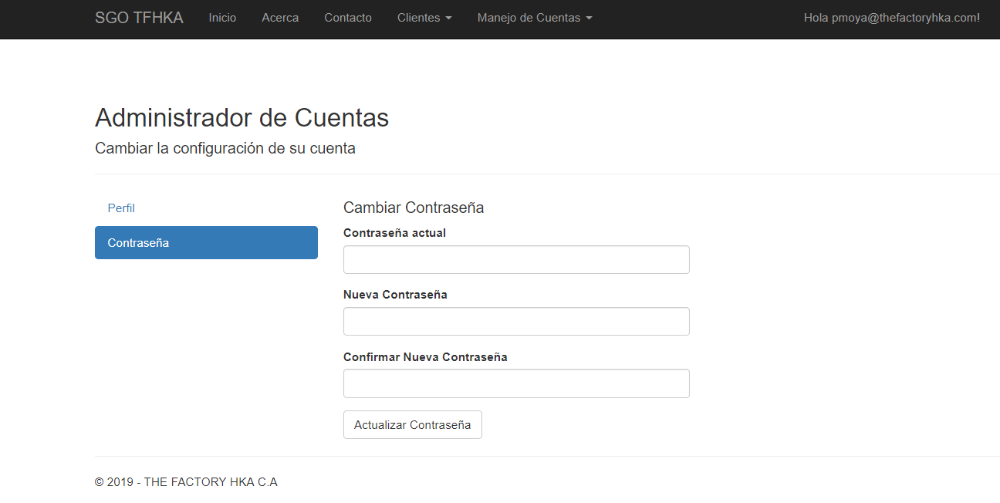 SGO TFHKA Inicio Acerca Contacto Clientes Manejo de Cuentas Hola pmoya@thefactoryhka.com!
Administrador de Cuentas
Cambiar la configuración de su cuenta
Perfil
Contraseña
Cambiar Contraseña
Contraseña actual
Nueva Contraseña
Confirmar Nueva Contraseña
Actualizar Contraseña
© 2019 - THE FACTORY HKA C.A